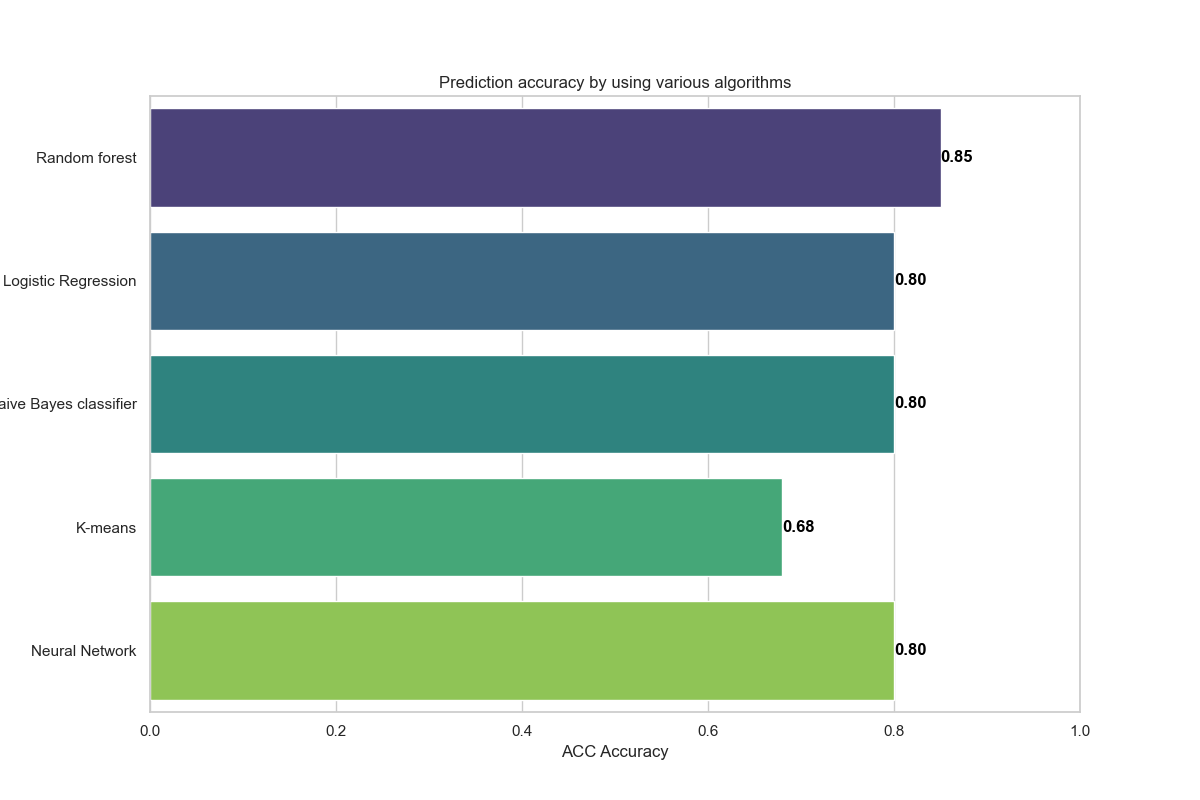 Prediction accuracy by using various algorithms
Random forest
0.85
Logistic Regression
0.80
aive Bayes classifier
0.80
K-means
0.68
Neural Network
0.80
0.0 0.2 0.4 0.6 0.8 1.0
ACC Accuracy